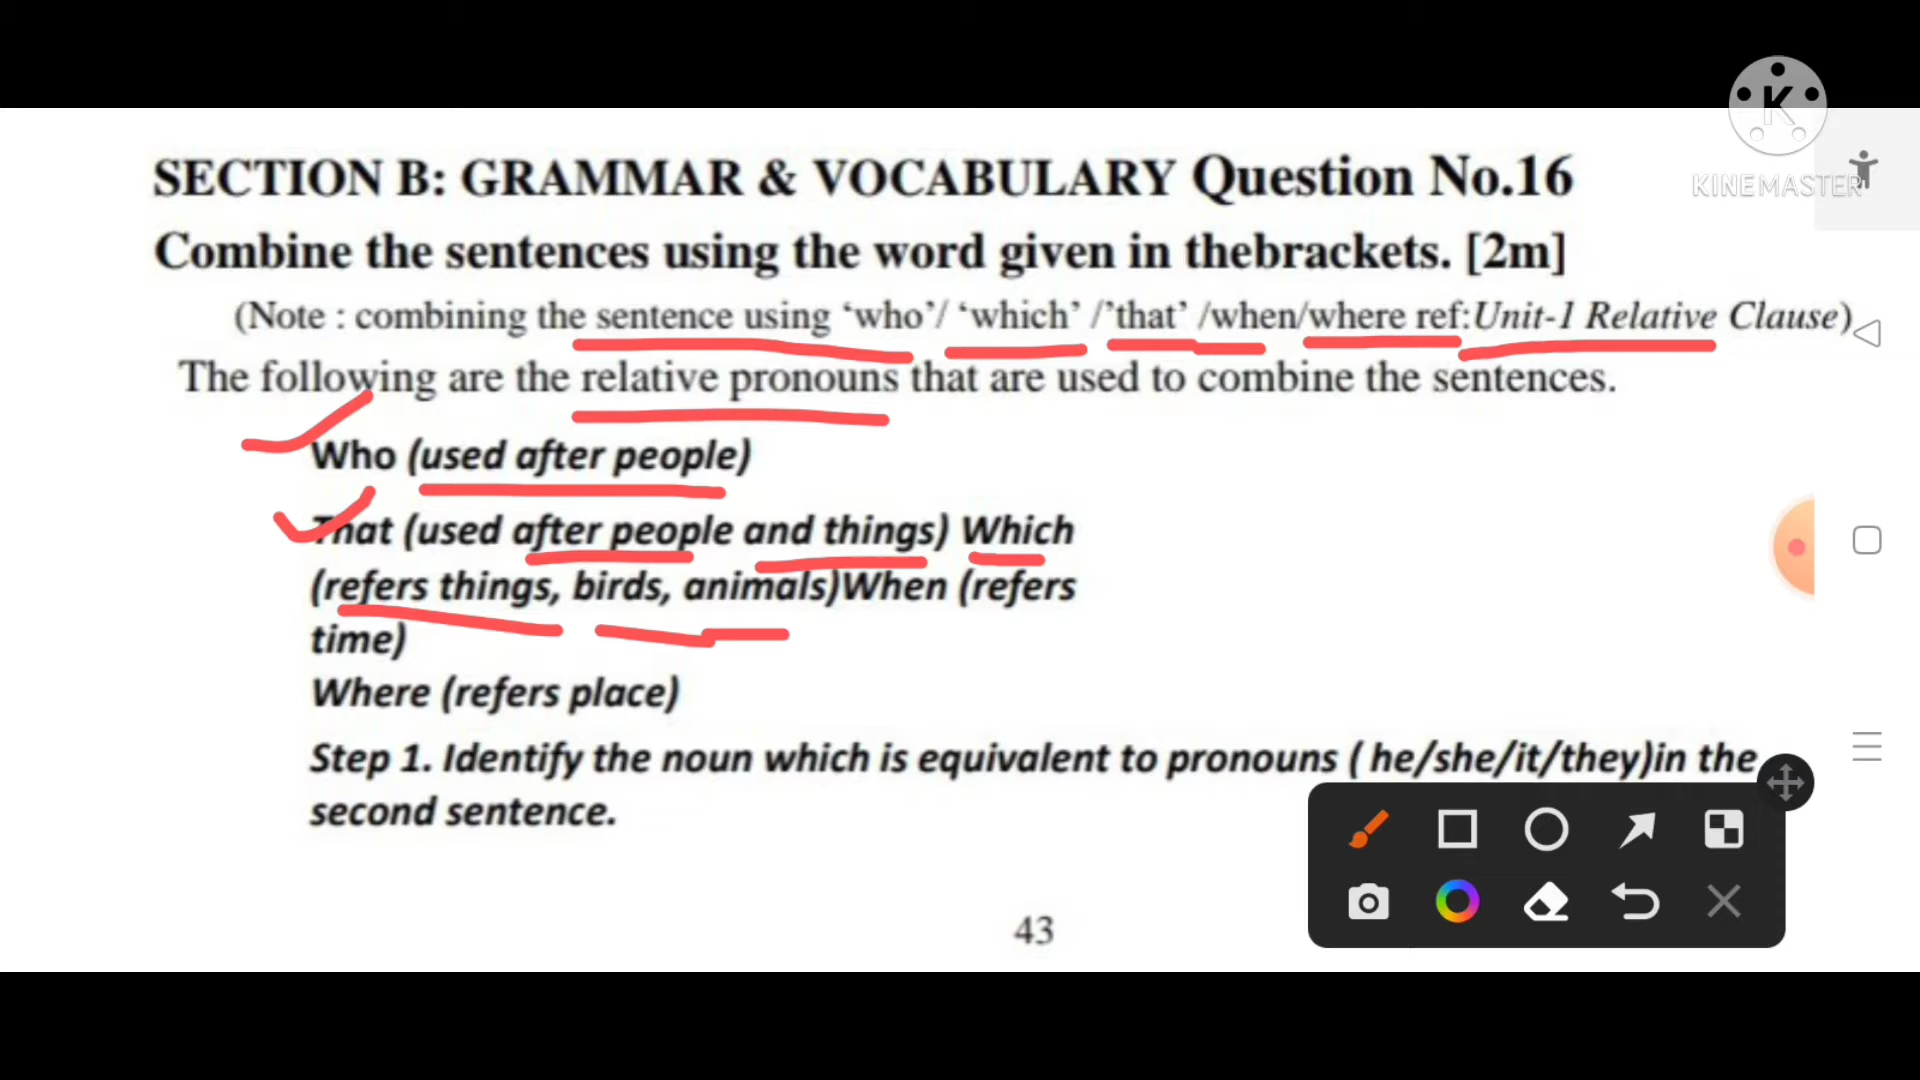 K
KINEMASTER
SECTION B: GRAMMAR & VOCABULARY Question No.16
Combine the sentences using the word given in thebrackets. [2m]
(Note : combining the sentence using ‘who’/ ‘which’ /’that’ /when/where ref:Unit-1 Relative Clause)
The following are the relative pronouns that are used to combine the sentences.
Who (used after people)
That (used after people and things) Which
(refers things, birds, animals)When (refers
time)
Where (refers place)
Step 1. Identify the noun which is equivalent to pronouns ( he/she/it/they)in the
second sentence.
43